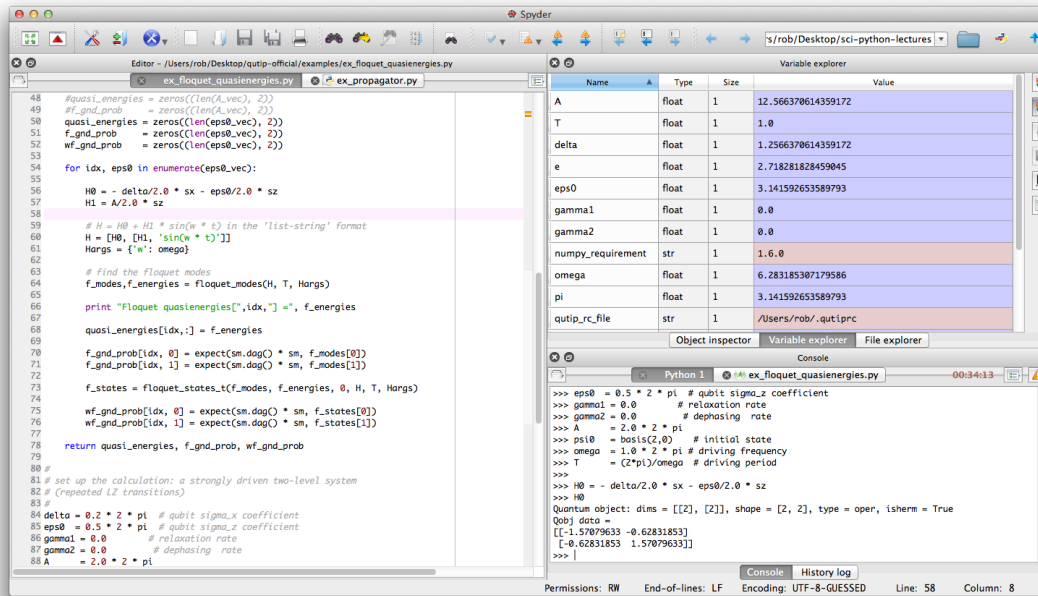 Spyder
s/rob/Desktop/sci-python-lectures
Editor - /Users/rob/Desktop/qutip-official/examples/ex_floquet_quasienergies.py
ex_floquet_quasienergies.py
ex_propagator.py
48 #quasi_energies = zeros((len(A_vec), 2))
49 #f_gnd_prob = zeros((len(A_vec), 2))
50 quasi_energies = zeros((len(eps0_vec), 2))
51 f_gnd_prob = zeros((len(eps0_vec), 2))
52 wf_gnd_prob = zeros((len(eps0_vec), 2))
53
54 for idx, eps0 in enumerate(eps0_vec):
55
56 H0 = - delta/2.0 * sx - eps0/2.0 * sz
57 H1 = A/2.0 * sz
58
59 # H = H0 + H1 * sin(w * t) in the 'list-string' format
60 H = [H0, [H1, 'sin(w * t)']]
61 Hargs = {'w': omega}
62
63 # find the floquet modes
64 f_modes,f_energies = floquet_modes(H, T, Hargs)
65
66 print "Floquet quasienergies[",idx,"] =", f_energies
67
68 quasi_energies[idx,:] = f_energies
69
70 f_gnd_prob[idx, 0] = expect(sm.dag() * sm, f_modes[0])
71 f_gnd_prob[idx, 1] = expect(sm.dag() * sm, f_modes[1])
72
73 f_states = floquet_states_t(f_modes, f_energies, 0, H, T, Hargs)
74
75 wf_gnd_prob[idx, 0] = expect(sm.dag() * sm, f_states[0])
76 wf_gnd_prob[idx, 1] = expect(sm.dag() * sm, f_states[1])
77
78 return quasi_energies, f_gnd_prob, wf_gnd_prob
79
80 #
81 # set up the calculation: a strongly driven two-level system
82 # (repeated LZ transitions)
83 #
84 delta = 0.2 * 2 * pi # qubit sigma_x coefficient
85 eps0 = 0.5 * 2 * pi # qubit sigma_z coefficient
86 gamma1 = 0.0 # relaxation rate
87 gamma2 = 0.0 # dephasing rate
88 A = 2.0 * 2 * pi
Variable explorer
Name Type Size Value
A float 1 12.566370614359172
T float 1 1.0
delta float 1 1.2566370614359172
e float 1 2.718281828459045
eps0 float 1 3.141592653589793
gamma1 float 1 0.0
gamma2 float 1 0.0
numpy_requirement str 1 1.6.0
omega float 1 6.283185307179586
pi float 1 3.141592653589793
qutip_rc_file str 1 /Users/rob/.qutiprc
Object inspector Variable explorer File explorer
Console
Python 1 ex_floquet_quasienergies.py 00:34:13
>>> eps0 = 0.5 * 2 * pi # qubit sigma_z coefficient
>>> gamma1 = 0.0 # relaxation rate
>>> gamma2 = 0.0 # dephasing rate
>>> A = 2.0 * 2 * pi
>>> psi0 = basis(2,0) # initial state
>>> omega = 1.0 * 2 * pi # driving frequency
>>> T = (2*pi)/omega # driving period
>>>
>>> H0 = - delta/2.0 * sx - eps0/2.0 * sz
>>> H0
Quantum object: dims = [[2], [2]], shape = [2, 2], type = oper, isherm = True
Qobj data =
[[-1.57079633 -0.62831853]
[-0.62831853 1.57079633]]
>>>
Console History log
Permissions: RW End-of-lines: LF Encoding: UTF-8-GUESSED Line: 58 Column: 8